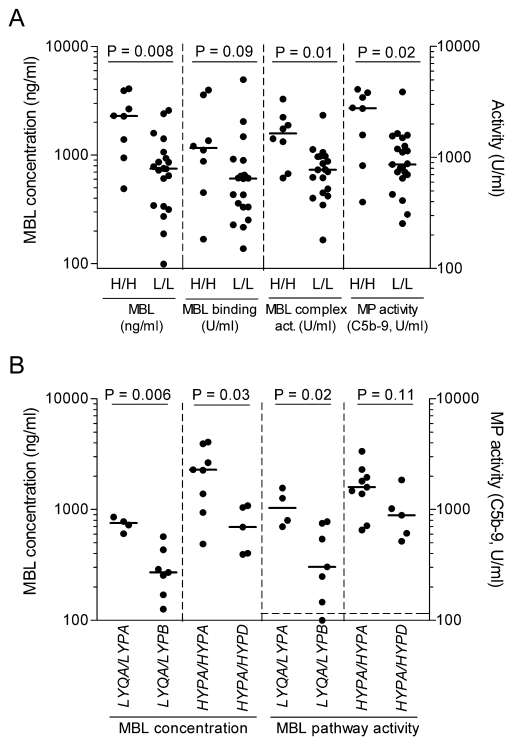 A
P = 0.008 P = 0.09 P = 0.01 P = 0.02
10000
1000
100
MBL concentration (ng/ml)
10000
1000
100
Activity
(U/ml)
H/H L/L H/H L/L H/H L/L H/H L/L
MBL MBL binding MBL complex MP activity
(ng/ml) (U/ml) act. (U/ml) (C5b-9, U/ml)
B
P = 0.006 P = 0.03 P = 0.02 P = 0.11
10000
1000
100
MBL concentration (ng/ml)
10000
1000
100
MP activity (C5b-9, U/ml)
LYQA/LYPA LYQA/LYPB HYPA/HYPA HYPA/HYPD LYQA/LYPA LYQA/LYPB HYPA/HYPA HYPA/HYPD
MBL concentration MBL pathway activity